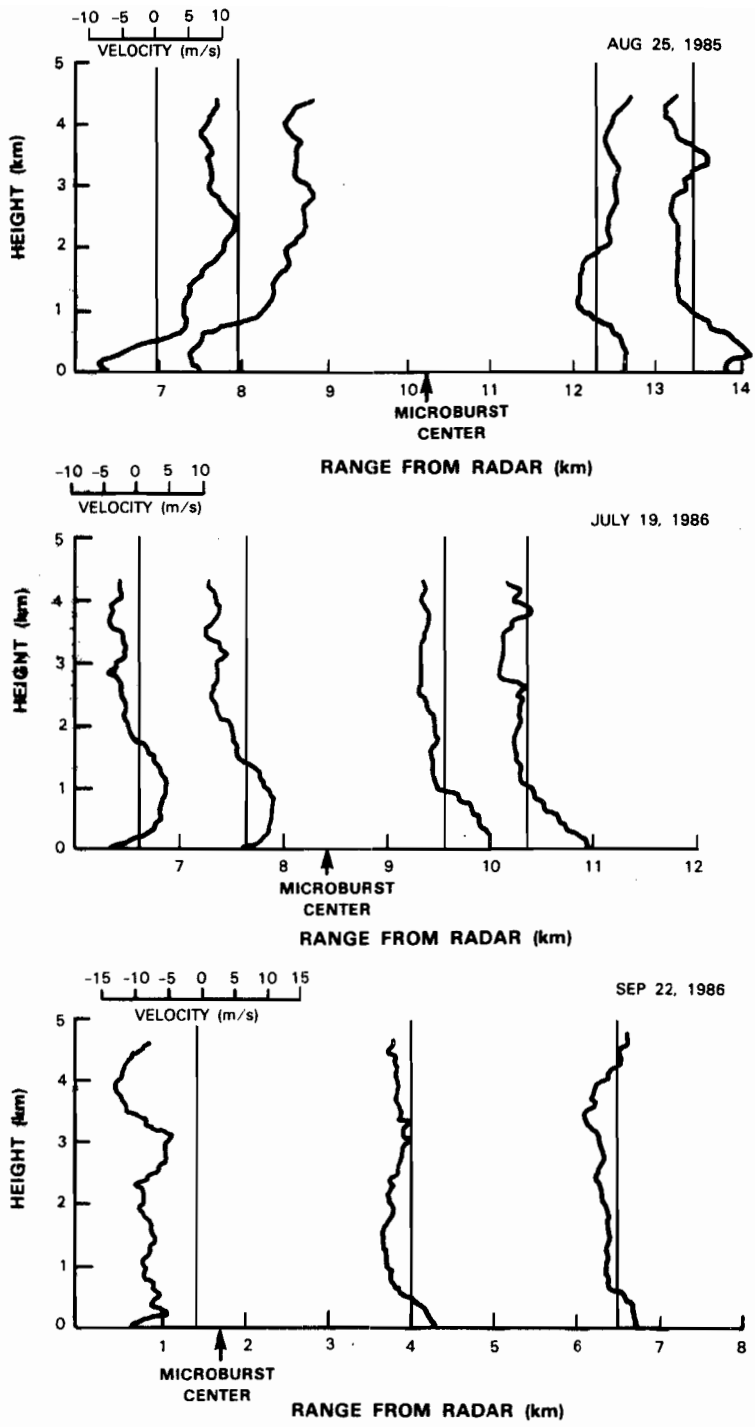 -10 -5 0 5 10
VELOCITY (m/s)
AUG 25, 1985
HEIGHT (km)
5
4
3
2
1
0
7 8 9 10 11 12 13 14
MICROBURST
CENTER
RANGE FROM RADAR (km)
-10 -5 0 5 10
VELOCITY (m/s)
JULY 19, 1986
HEIGHT (km)
5
4
3
2
1
0
7 8 9 10 11 12
MICROBURST
CENTER
RANGE FROM RADAR (km)
-15 -10 -5 0 5 10 15
VELOCITY (m/s)
SEP 22, 1986
HEIGHT (km)
5
4
3
2
1
0
1 2 3 4 5 6 7 8
MICROBURST
CENTER
RANGE FROM RADAR (km)